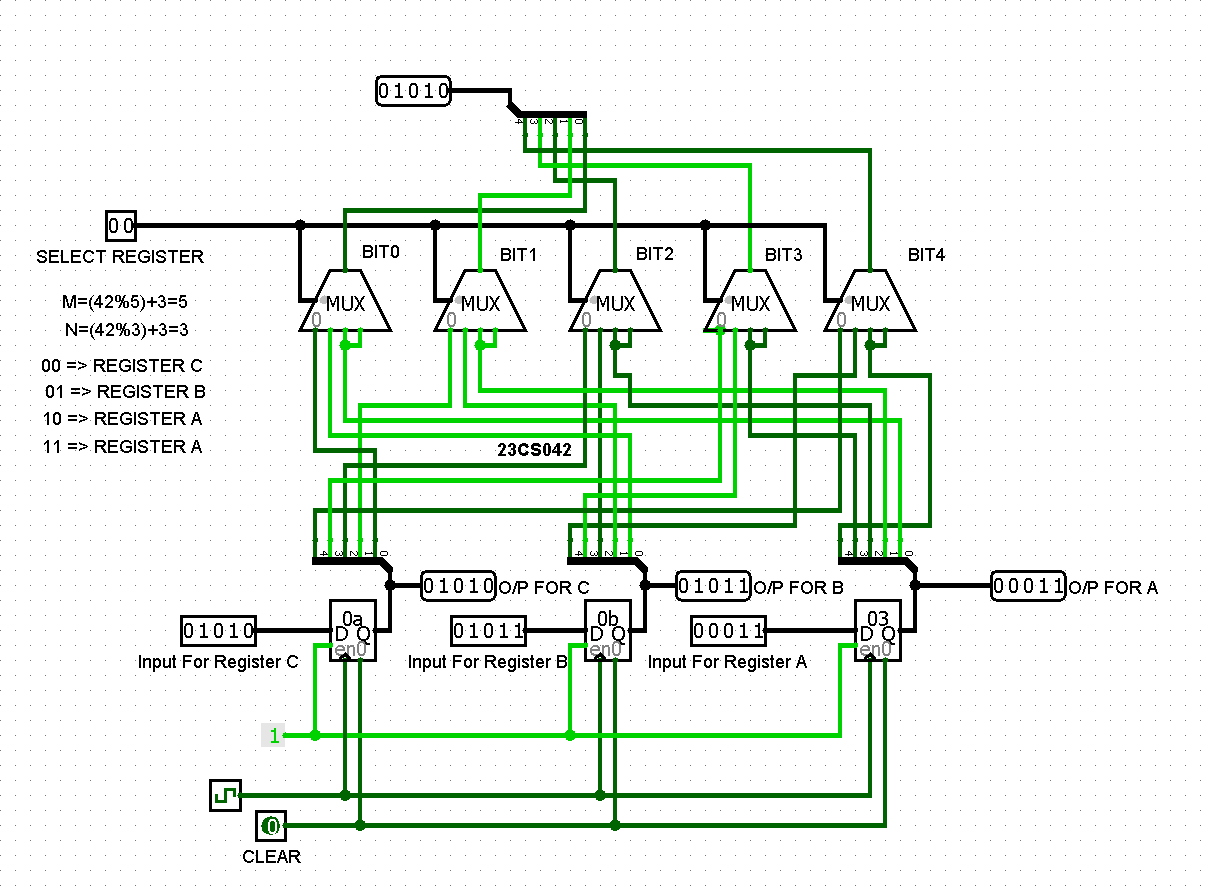 01010
4 3 2 1 0
00
SELECT REGISTER
BIT0 BIT1 BIT2 BIT3 BIT4
MUX MUX MUX MUX MUX
0 0 0 0 0
M=(42%5)+3=5
N=(42%3)+3=3
00 => REGISTER C
01 => REGISTER B
10 => REGISTER A
11 => REGISTER A
23CS042
4 3 2 1 0 4 3 2 1 0 4 3 2 1 0
01010 O/P FOR C 01011 O/P FOR B 00011 O/P FOR A
0a 0b 03
01010 D Q 01011 D Q 00011 D Q
en 0 en 0 en 0
Input For Register C Input For Register B Input For Register A
1
0
CLEAR